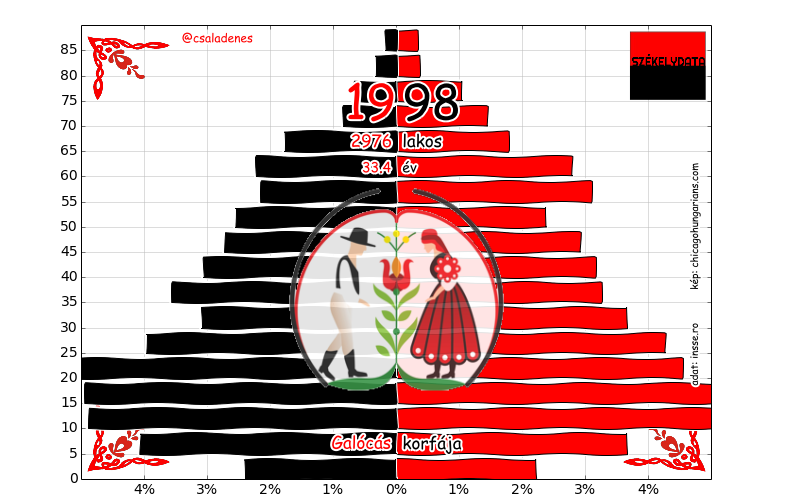 @csaladenes
SZÉKELYDATA
1998
2976 lakos
33.4 év
kép: chicagohungarians.com,
adat: insse.ro
Galócás korfája
85
80
75
70
65
60
55
50
45
40
35
30
25
20
15
10
5
0
4% 3% 2% 1% 0% 1% 2% 3% 4%